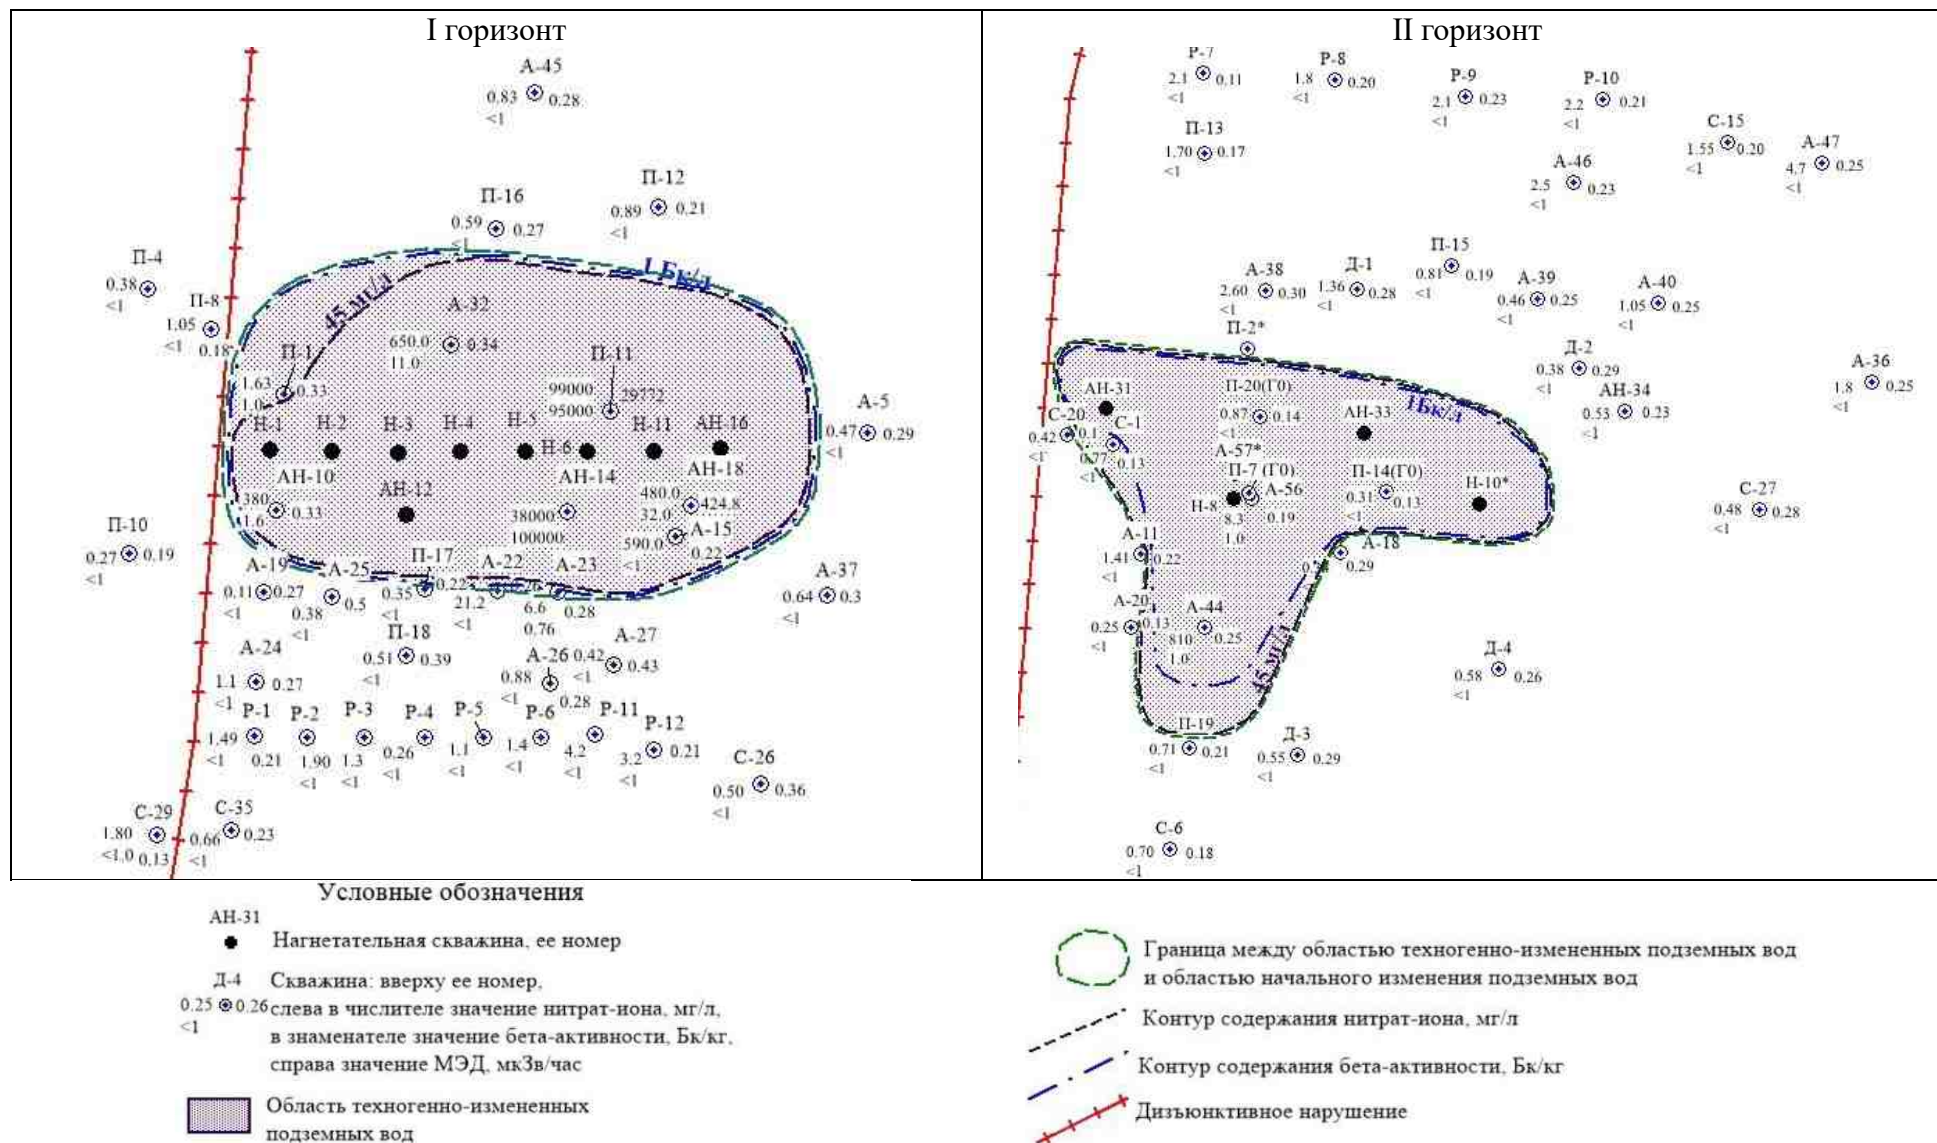 I горизонт
А-45
0.83 0.28
<1
П-12
0.89 0.21
<1
П-16
0.59 0.27
<1
П-4
0.38
<1
П-8
1.05
<1 0.18
1 Бк/л
45 мг/л
А-32
650.0 0.34
11.0
П-1
1.63 0.33
1.0
П-11
99000 29772
95000
А-5
0.47 0.29
<1
Н-1
Н-2
Н-3
Н-4
Н-5
Н-6
Н-11
АН-16
АН-10
380 0.33
1.6
АН-12
АН-14
38000
100000
АН-18
480.0 424.8
32.0
А-15
590.0 0.22
<1
П-10
0.27 0.19
<1
А-19
0.11 0.27
<1
А-25
0.38 0.5
<1
П-17
0.35 0.22
<1
А-22
21.2
<1
А-23
6.6 0.28
0.76
А-37
0.64 0.3
<1
П-18
0.51 0.39
<1
А-27
0.42 0.43
<1
А-26
0.88
<1 0.28
А-24
1.1 0.27
<1
Р-1
1.49 0.21
<1
Р-2
1.90
<1
Р-3
1.3
<1
Р-4
0.26
<1
Р-5
1.1
<1
Р-6
1.4
<1
Р-11
4.2
<1
Р-12
3.2 0.21
<1
С-26
0.50 0.36
<1
С-29
1.80
<1.0 0.13
С-35
0.66 0.23
<1
II горизонт
Р-7
2.1 0.11
<1
Р-8
1.8 0.20
<1
Р-9
2.1 0.23
<1
Р-10
2.2 0.21
<1
П-13
1.70 0.17
<1
С-15
1.55 0.20
<1
А-47
4.7 0.25
<1
А-46
2.5 0.23
<1
П-15
0.81 0.19
<1
А-38
2.60 0.30
<1
Д-1
1.36 0.28
<1
А-39
0.46 0.25
<1
А-40
1.05 0.25
<1
П-2*
Д-2
0.38 0.29
<1
А-36
1.8 0.25
<1
АН-34
0.53 0.23
<1
1Бк/л
АН-31
П-20(Г0)
0.87 0.14
<1
АН-33
С-20
0.42 0.1
<1
С-1
0.77 0.13
<1
А-57*
П-7 (Г0)
А-56
Н-8
8.3 0.19
1.0
П-14(Г0)
0.31 0.13
<1
Н-10*
С-27
0.48 0.28
<1
А-11
1.41 0.22
<1
А-18
0.29
А-20
0.25 0.13
<1
А-44
810 0.25
1.0
45 мг/л
Д-4
0.58 0.26
<1
П-19
0.71 0.21
<1
Д-3
0.55 0.29
<1
С-6
0.70 0.18
<1
Условные обозначения
АН-31
Нагнетательная скважина, ее номер
Д-4
0.25 0.26
<1
Скважина: вверху ее номер,
слева в числителе значение нитрат-иона, мг/л,
в знаменателе значение бета-активности, Бк/кг,
справа значение МЭД, мкЗв/час
Область техногенно-измененных
подземных вод
Граница между областью техногенно-измененных подземных вод
и областью начального изменения подземных вод
Контур содержания нитрат-иона, мг/л
Контур содержания бета-активности, Бк/кг
Дизъюнктивное нарушение